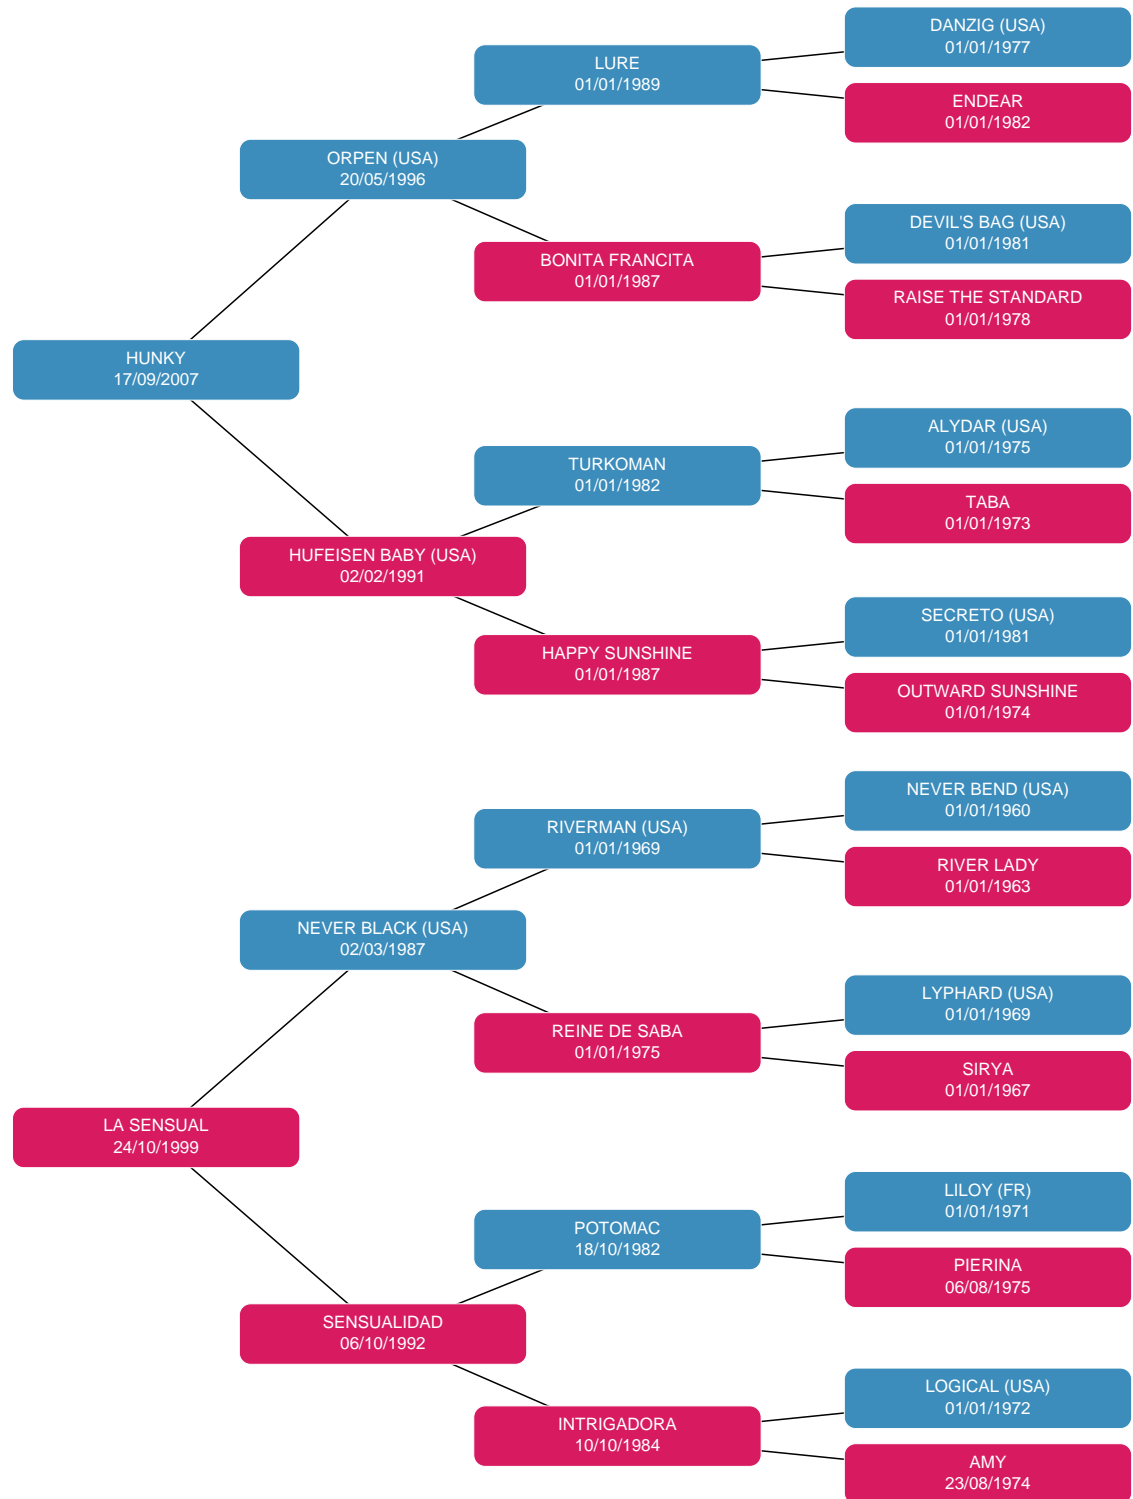 DANZIG (USA)
01/01/1977
LURE
01/01/1989
ENDEAR
01/01/1982
ORPEN (USA)
20/05/1996
DEVIL'S BAG (USA)
01/01/1981
BONITA FRANCITA
01/01/1987
RAISE THE STANDARD
01/01/1978
HUNKY
17/09/2007
ALYDAR (USA)
01/01/1975
TURKOMAN
01/01/1982
TABA
01/01/1973
HUFEISEN BABY (USA)
02/02/1991
SECRETO (USA)
01/01/1981
HAPPY SUNSHINE
01/01/1987
OUTWARD SUNSHINE
01/01/1974
NEVER BEND (USA)
01/01/1960
RIVERMAN (USA)
01/01/1969
RIVER LADY
01/01/1963
NEVER BLACK (USA)
02/03/1987
LYPHARD (USA)
01/01/1969
REINE DE SABA
01/01/1975
SIRYA
01/01/1967
LA SENSUAL
24/10/1999
LILOY (FR)
01/01/1971
POTOMAC
18/10/1982
PIERINA
06/08/1975
SENSUALIDAD
06/10/1992
LOGICAL (USA)
01/01/1972
INTRIGADORA
10/10/1984
AMY
23/08/1974